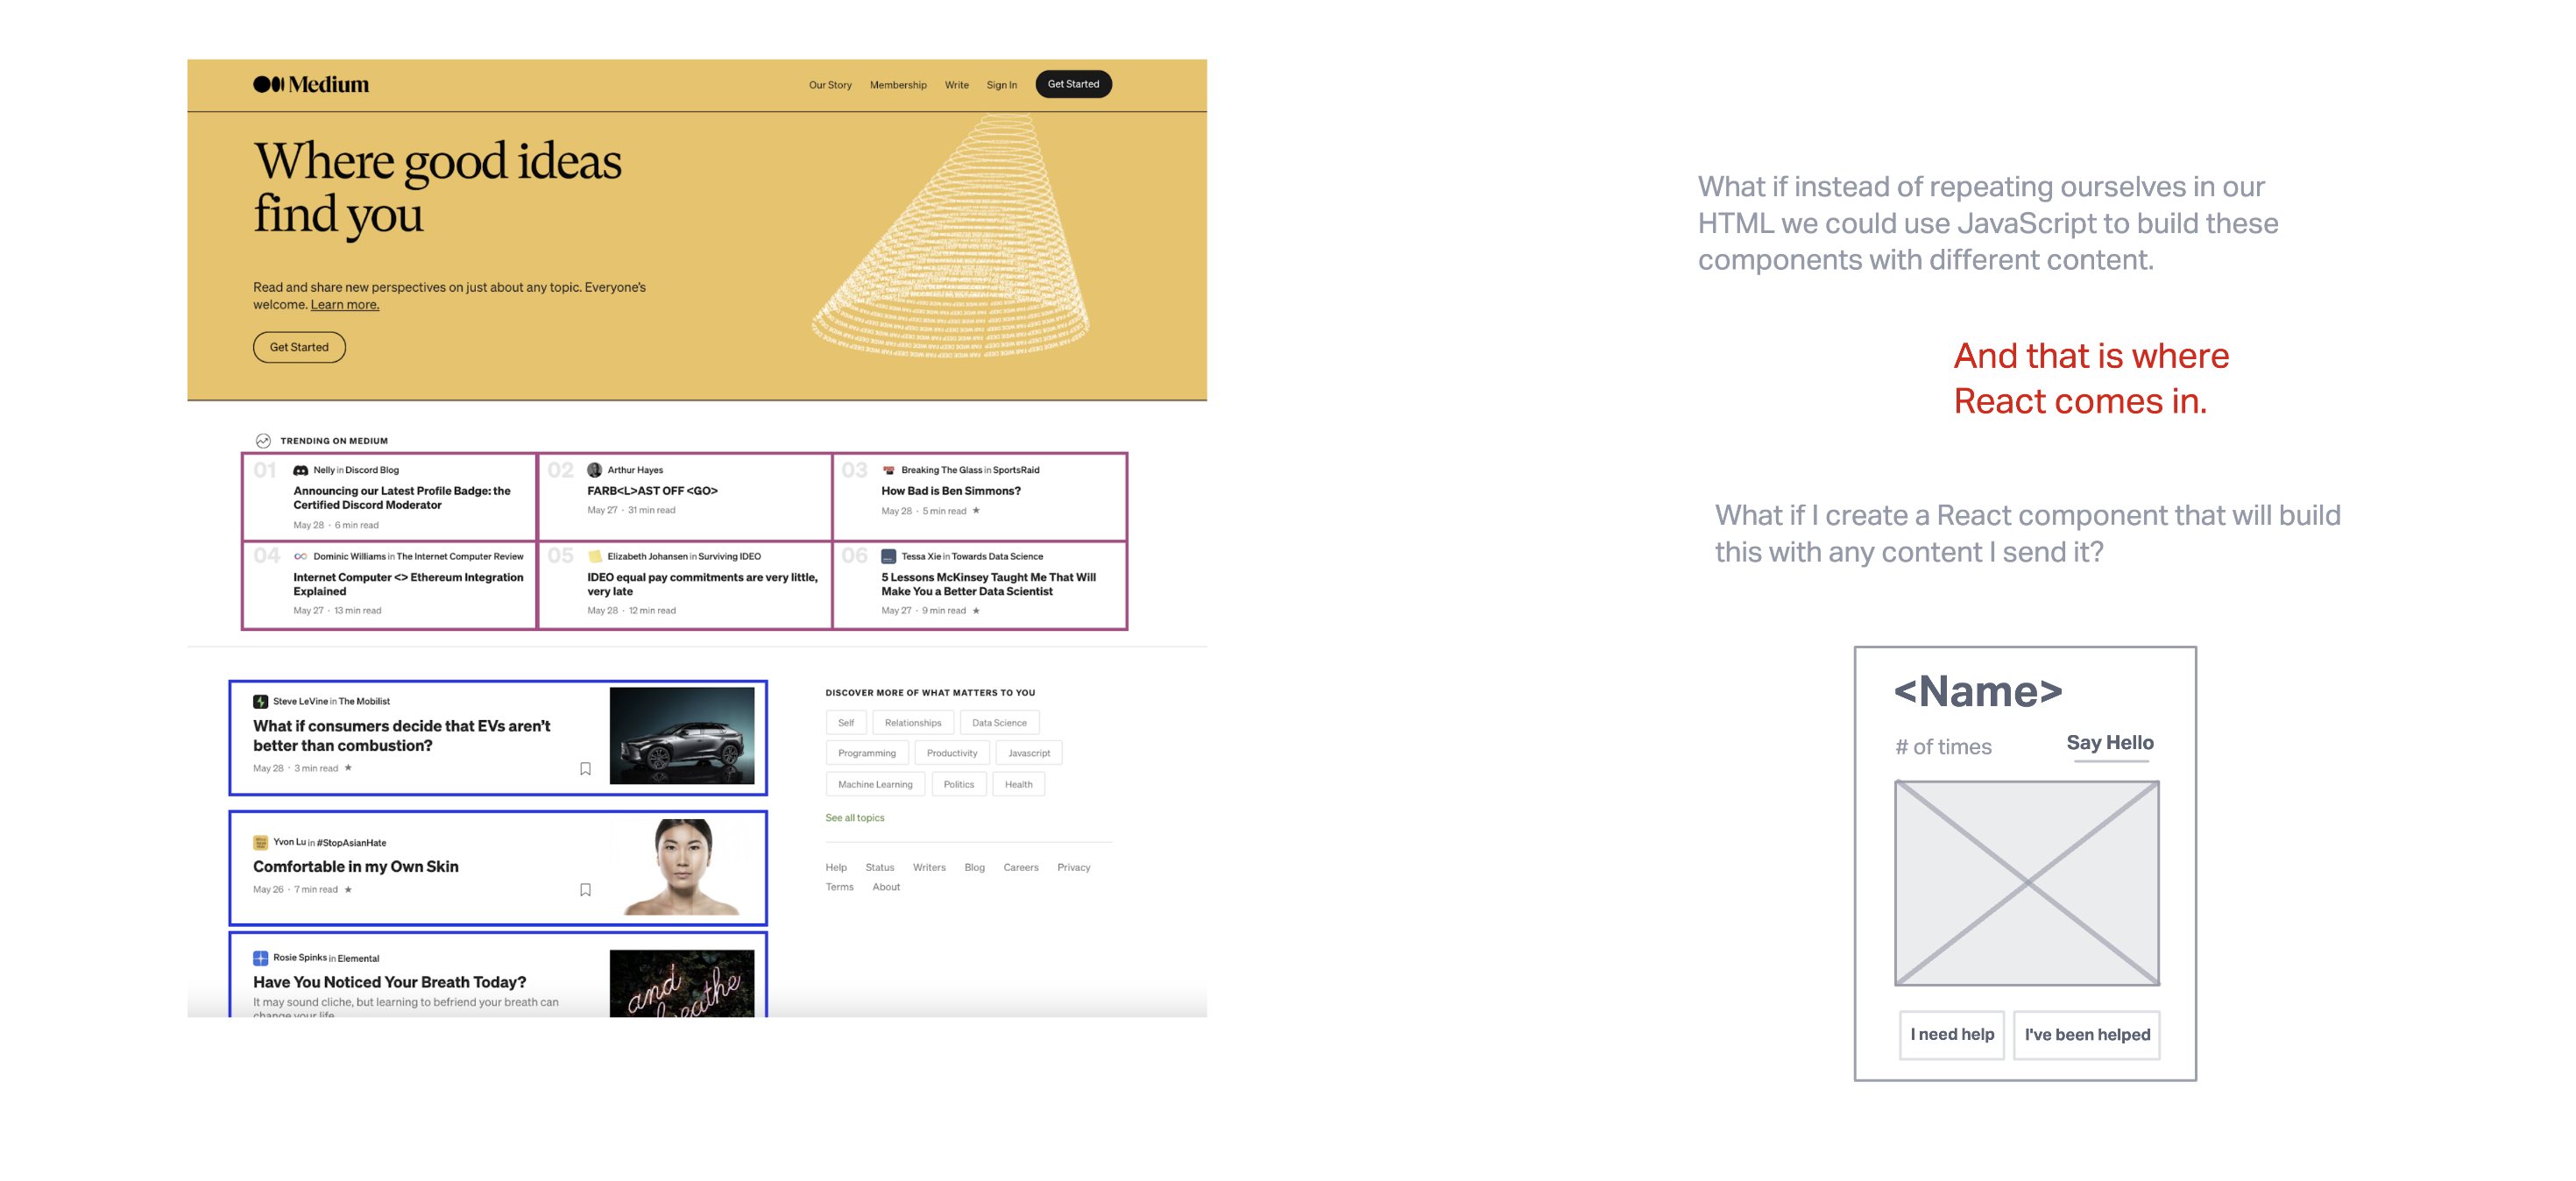 Medium
Our Story Membership Write Sign In Get Started
Where good ideas
find you
Read and share new perspectives on just about any topic. Everyone's
welcome. Learn more.
Get Started
TRENDING ON MEDIUM
01 Nelly in Discord Blog
Announcing our Latest Profile Badge: the
Certified Discord Moderator
May 28 · 6 min read
02 Arthur Hayes
FARB<L>AST OFF <GO>
May 27 · 31 min read
03 Breaking The Glass in SportsRaid
How Bad is Ben Simmons?
May 28 · 5 min read ★
04 Dominic Williams in The Internet Computer Review
Internet Computer <> Ethereum Integration
Explained
May 27 · 13 min read
05 Elizabeth Johansen in Surviving IDEO
IDEO equal pay commitments are very little,
very late
May 28 · 12 min read
06 Tessa Xie in Towards Data Science
5 Lessons McKinsey Taught Me That Will
Make You a Better Data Scientist
May 27 · 9 min read ★
Steve LeVine in The Mobilist
What if consumers decide that EVs aren't
better than combustion?
May 28 · 3 min read ★
Yvon Lu in #StopAsianHate
Comfortable in my Own Skin
May 26 · 7 min read ★
Rosie Spinks in Elemental
Have You Noticed Your Breath Today?
It may sound cliche, but learning to befriend your breath can
change your life
and
breathe
DISCOVER MORE OF WHAT MATTERS TO YOU
Self Relationships Data Science
Programming Productivity Javascript
Machine Learning Politics Health
See all topics
Help Status Writers Blog Careers Privacy
Terms About
What if instead of repeating ourselves in our
HTML we could use JavaScript to build these
components with different content.
And that is where
React comes in.
What if I create a React component that will build
this with any content I send it?
<Name>
# of times Say Hello
I need help I've been helped